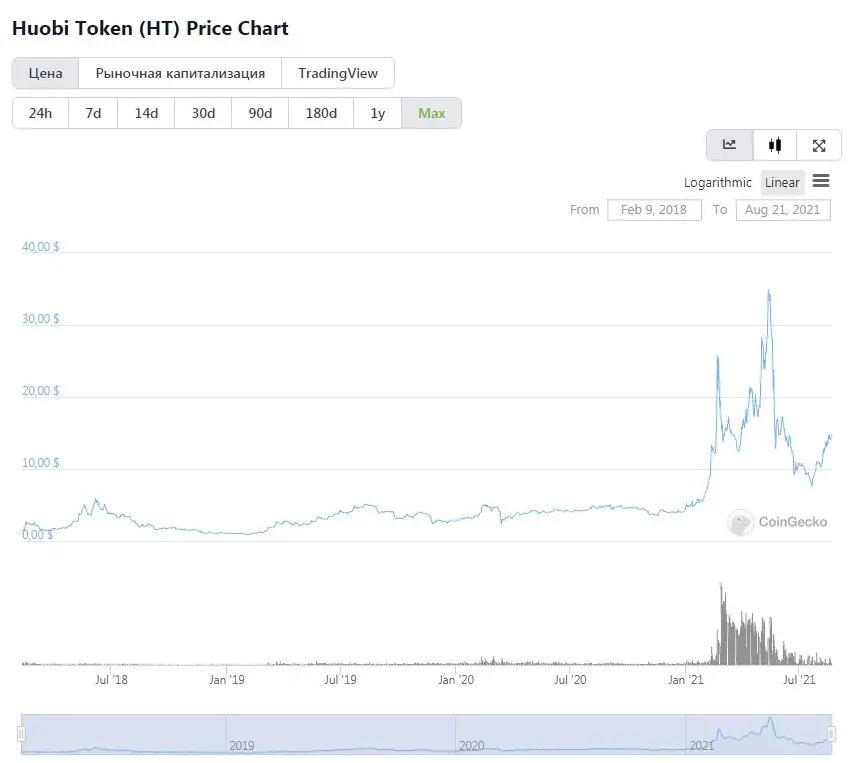 Huobi Token (HT) Price Chart
Цена Рыночная капитализация TradingView
24h 7d 14d 30d 90d 180d 1y Max
Logarithmic Linear
From Feb 9, 2018 To Aug 21, 2021
40,00 $
30,00 $
20,00 $
10,00 $
0,00 $
CoinGecko
Jul '18 Jan '19 Jul '19 Jan '20 Jul '20 Jan '21 Jul '21
2019 2020 2021